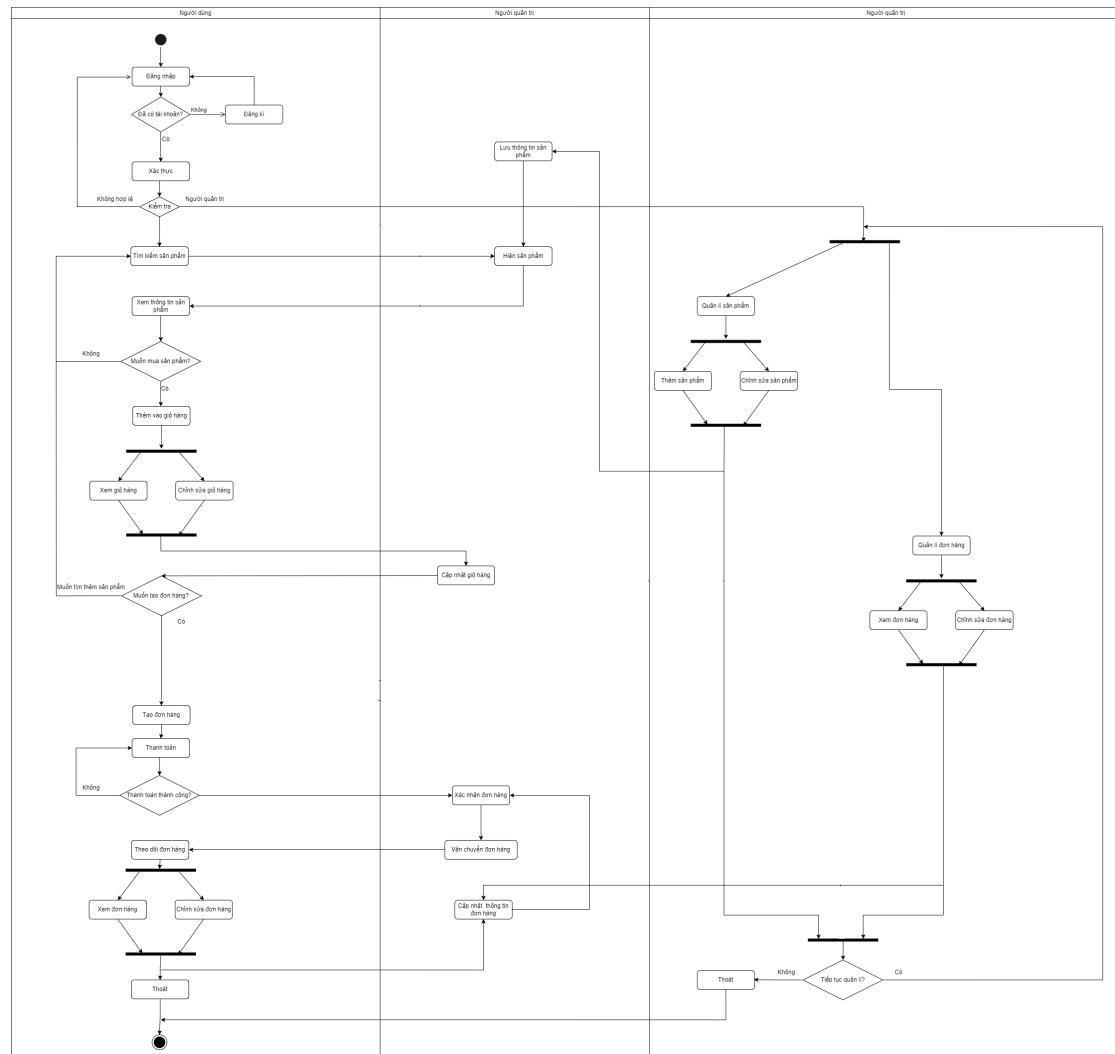 Người dùng
Người quản trị
Người quản trị
Đăng nhập
Đã có tài khoản?
Không
Đăng kí
Có
Lưu thông tin sản
phẩm
Xác thực
Không hợp lệ
Kiểm tra
Người quản trị
Tìm kiếm sản phẩm
Hiện sản phẩm
Xem thông tin sản
phẩm
Quản lí sản phẩm
Không
Muốn mua sản phẩm?
Thêm sản phẩm
Chỉnh sửa sản phẩm
Có
Thêm vào giỏ hàng
Xem giỏ hàng
Chỉnh sửa giỏ hàng
Quản lí đơn hàng
Cập nhật giỏ hàng
Muốn tìm thêm sản phẩm
Muốn tạo đơn hàng?
Có
Xem đơn hàng
Chỉnh sửa đơn hàng
Tạo đơn hàng
Thanh toán
Không
Thanh toán thành công?
Xác nhận đơn hàng
Theo dõi đơn hàng
Vận chuyển đơn hàng
Xem đơn hàng
Chỉnh sửa đơn hàng
Cập nhật thông tin
đơn hàng
Thoát
Thoát
Không
Tiếp tục quản lí?
Có